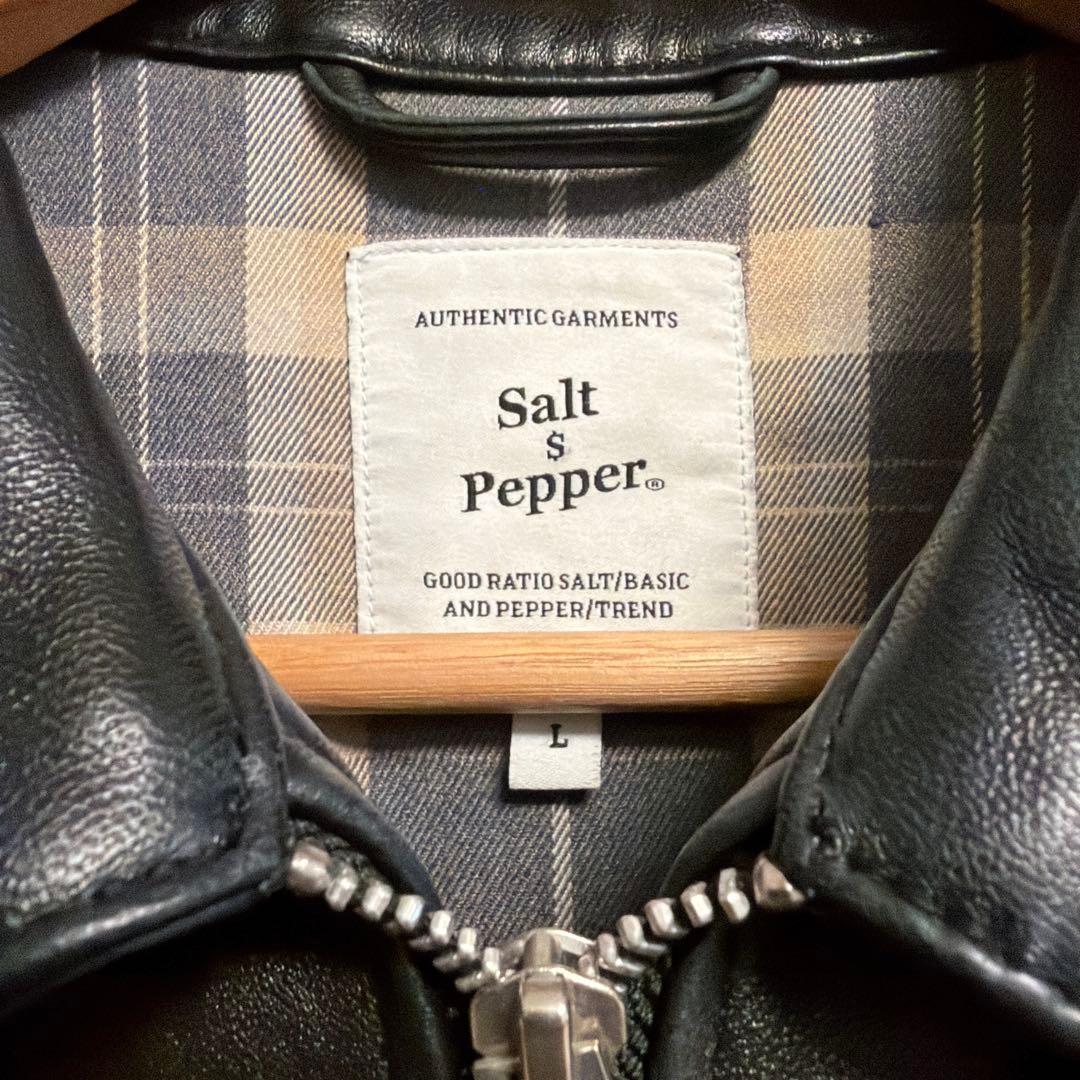 AUTHENTIC GARMENTS
Salt
$
Pepper®
GOOD RATIO SALT/BASIC
AND PEPPER/TREND
L